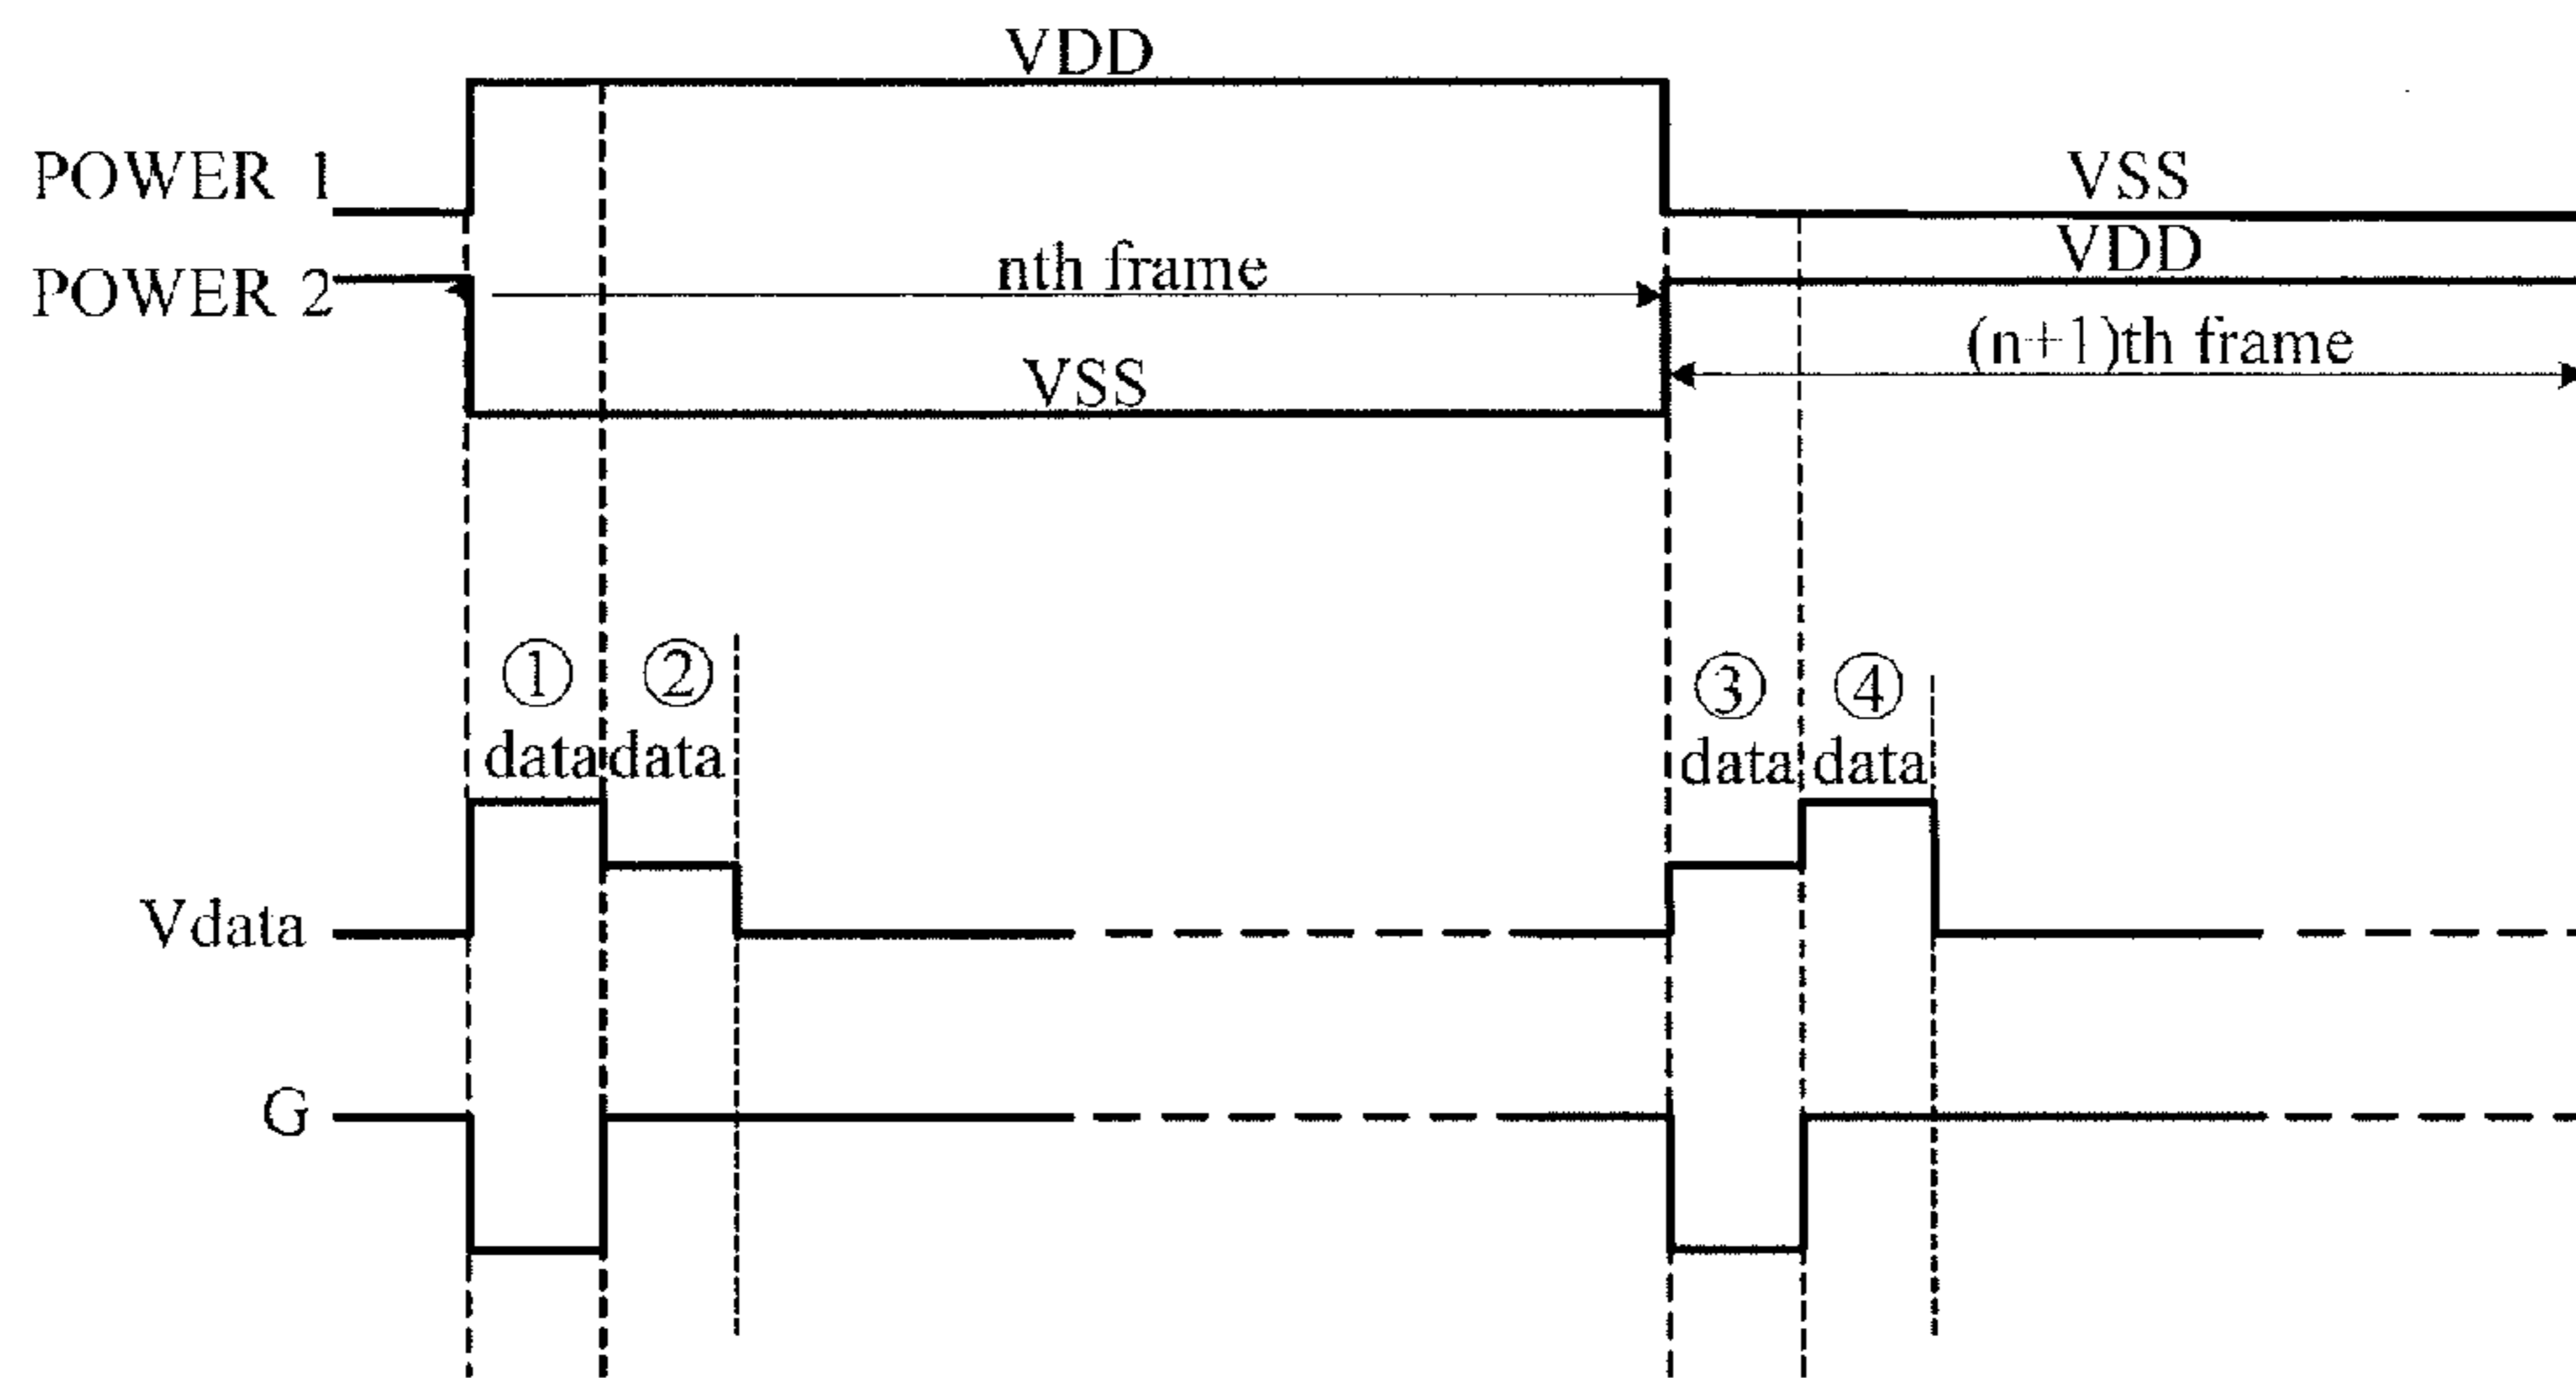 VDD
POWER 1
VSS
POWER 2
nth frame
VDD
(n+1)th frame
VSS
① ② ③ ④
data data data data
Vdata
G